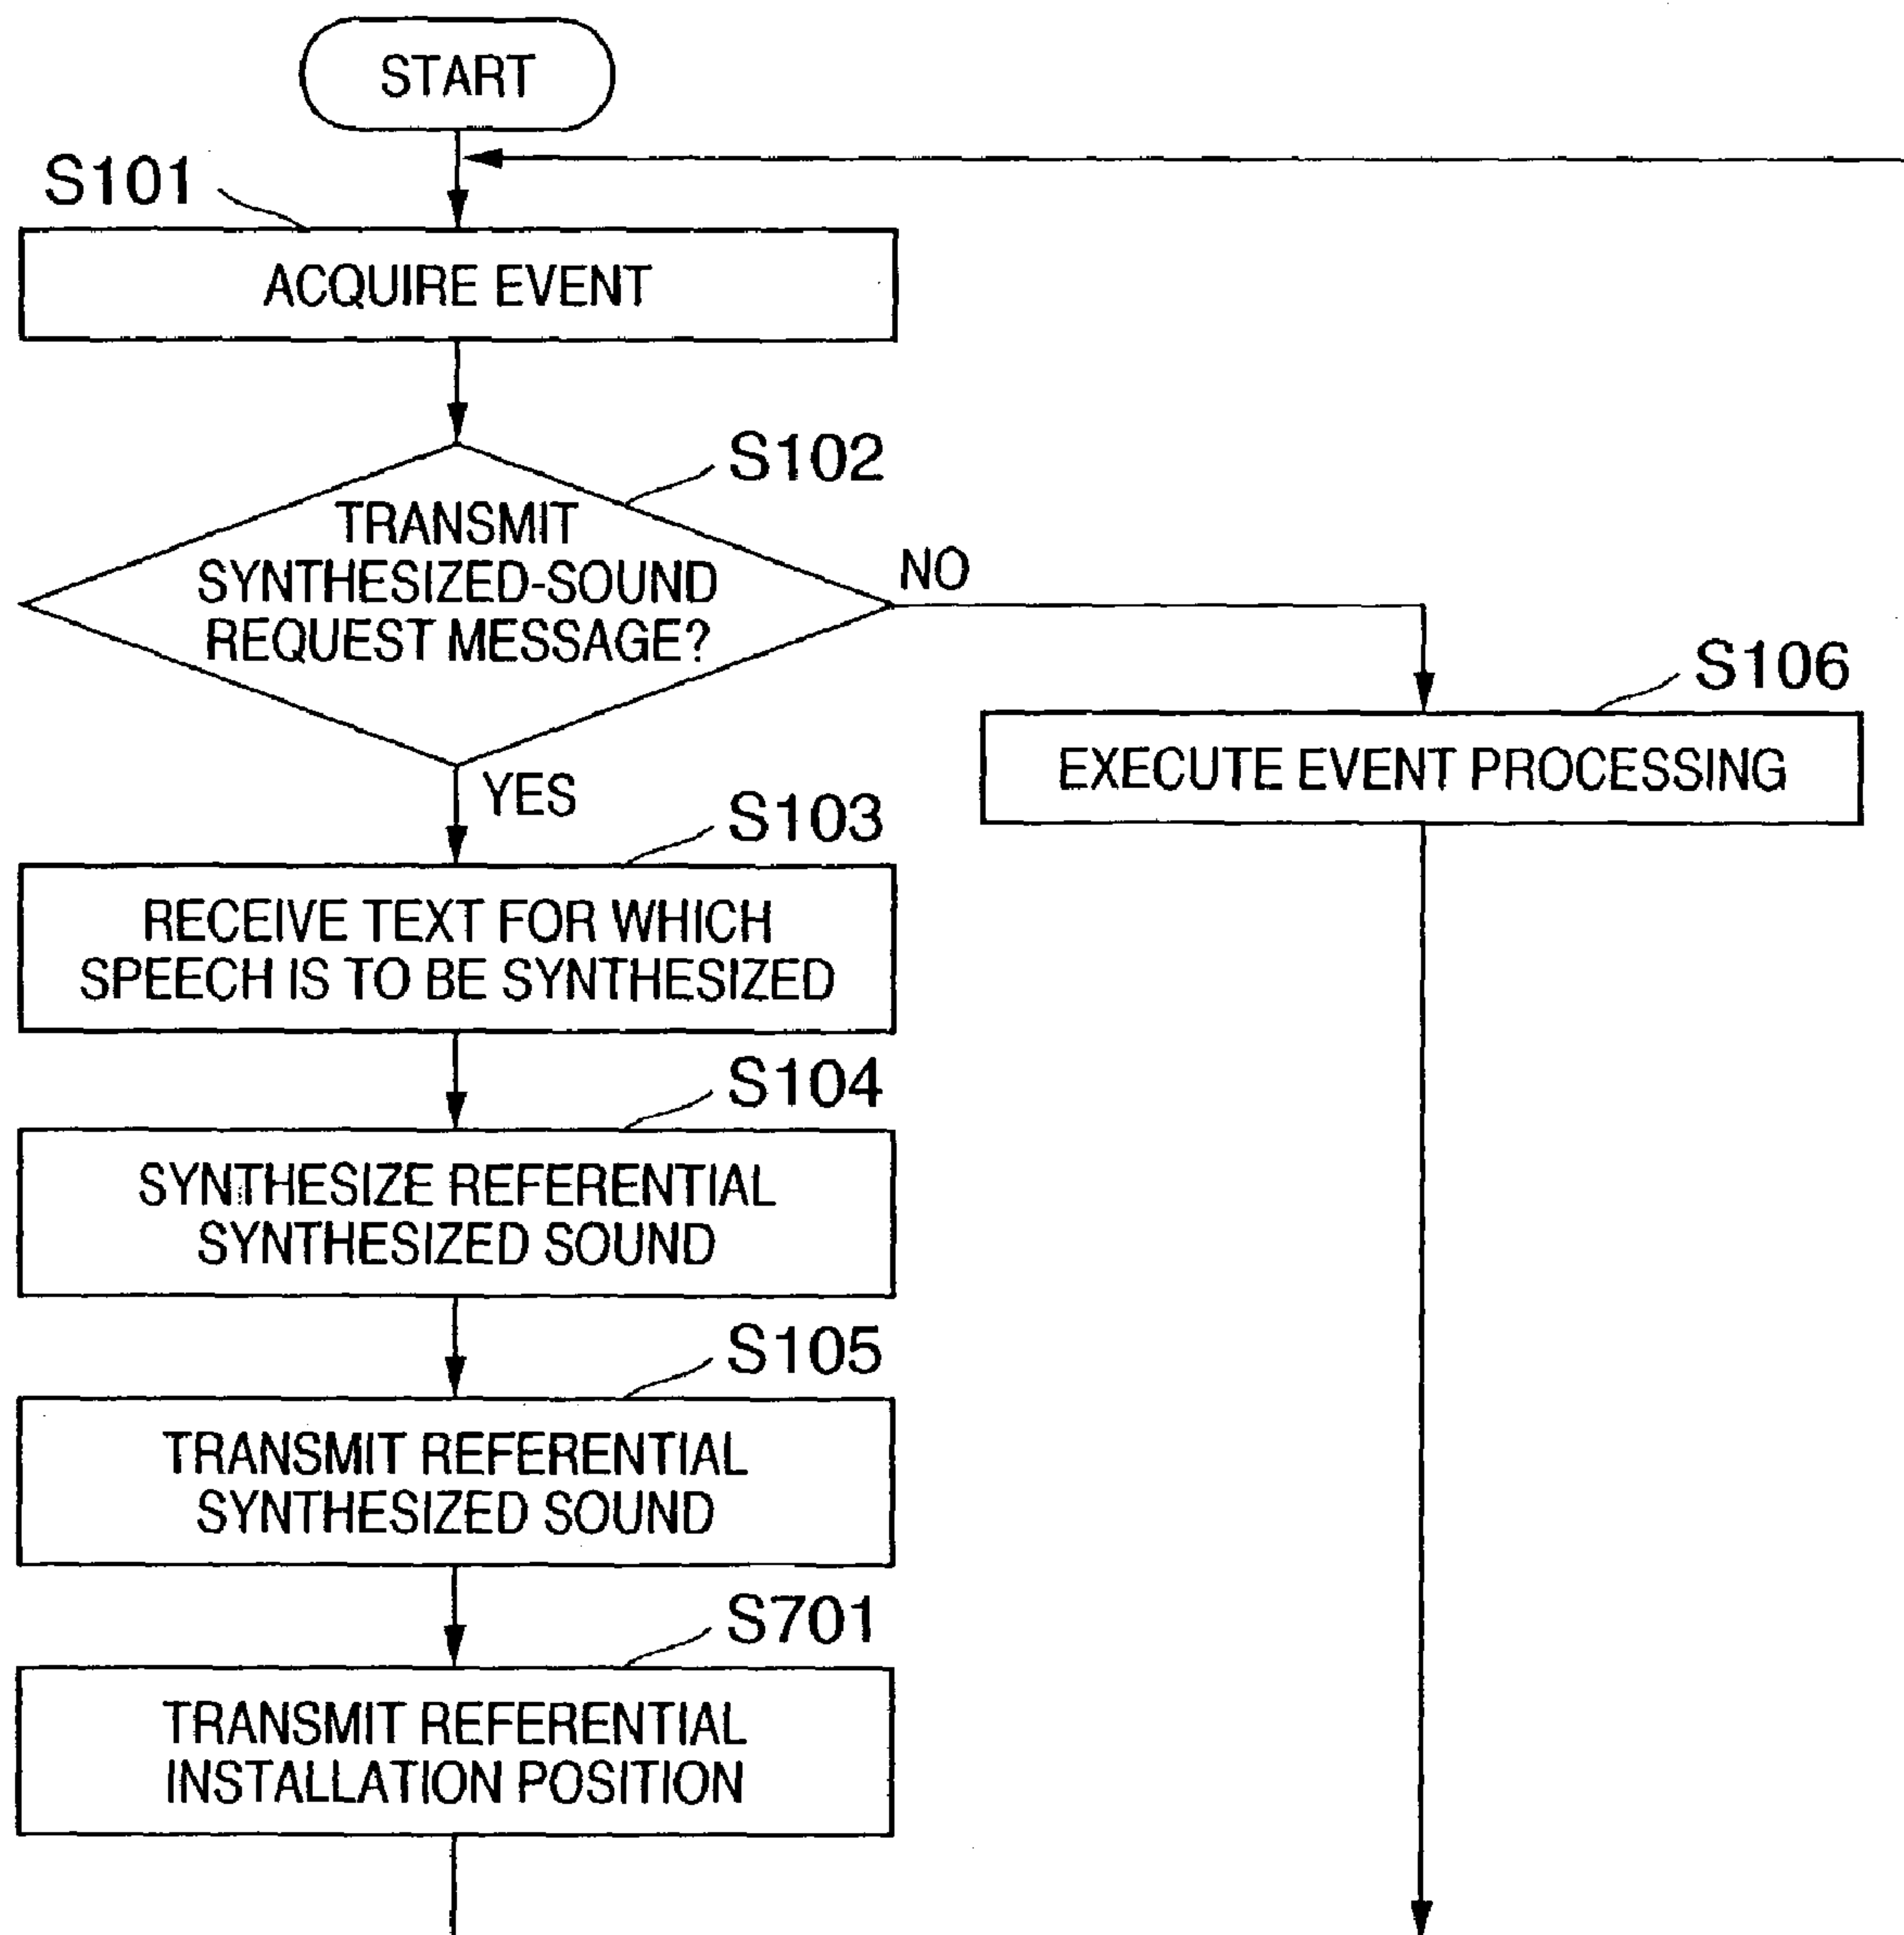 START
S101
ACQUIRE EVENT
S102
TRANSMIT
SYNTHESIZED-SOUND
REQUEST MESSAGE?
NO
YES
S106
EXECUTE EVENT PROCESSING
S103
RECEIVE TEXT FOR WHICH
SPEECH IS TO BE SYNTHESIZED
S104
SYNTHESIZE REFERENTIAL
SYNTHESIZED SOUND
S105
TRANSMIT REFERENTIAL
SYNTHESIZED SOUND
S701
TRANSMIT REFERENTIAL
INSTALLATION POSITION